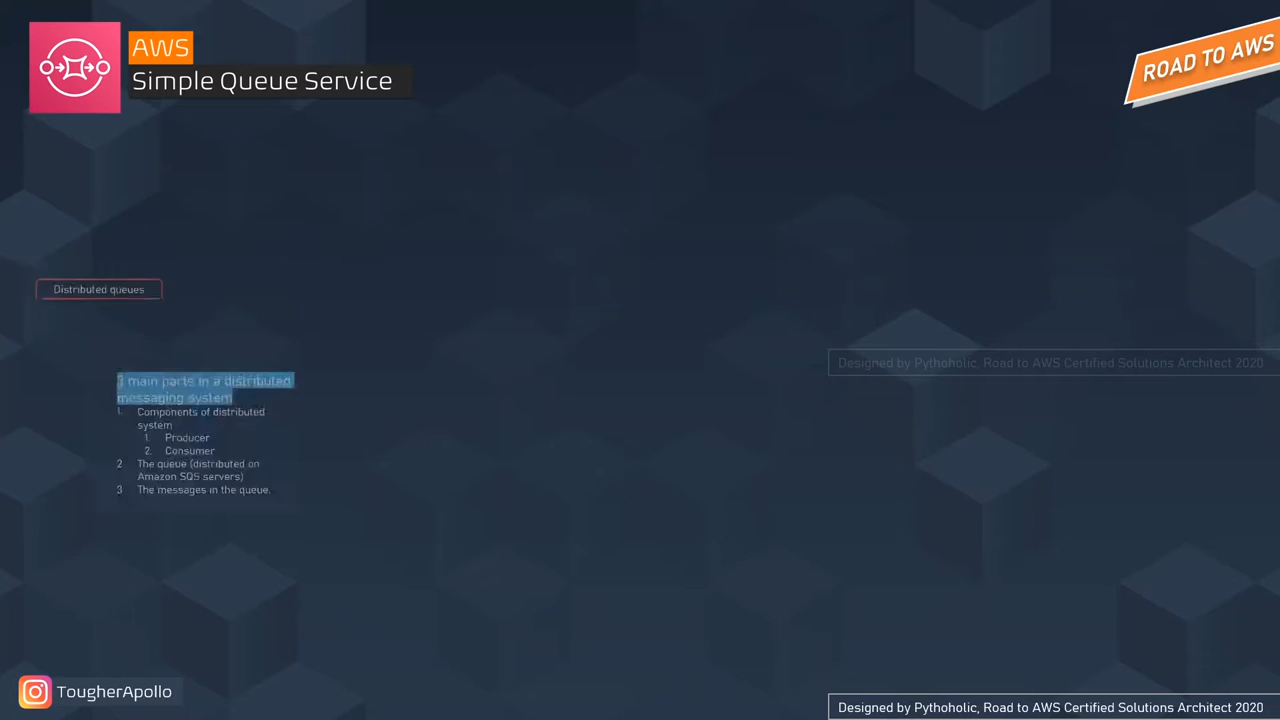 AWS
Simple Queue Service
ROAD TO AWS
Distributed queues
Designed by Pythoholic, Road to AWS Certified Solutions Architect 2020
3 main parts in a distributed
messaging system
1. Components of distributed
system
1. Producer
2. Consumer
2 The queue (distributed on
Amazon SQS servers)
3 The messages in the queue.
TougherApollo
Designed by Pythoholic, Road to AWS Certified Solutions Architect 2020